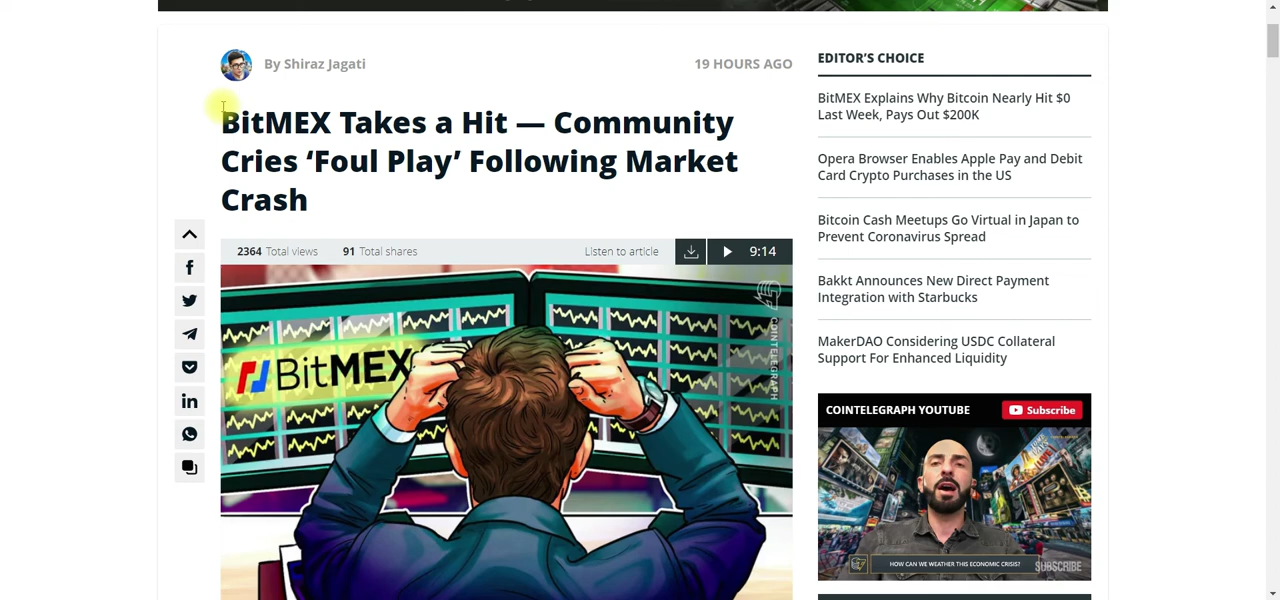 By Shiraz Jagati
19 HOURS AGO
BitMEX Takes a Hit — Community
Cries ‘Foul Play’ Following Market
Crash
2364 Total views
91 Total shares
Listen to article
9:14
BitMEX
COINTELEGRAPH
EDITOR’S CHOICE
BitMEX Explains Why Bitcoin Nearly Hit $0
Last Week, Pays Out $200K
Opera Browser Enables Apple Pay and Debit
Card Crypto Purchases in the US
Bitcoin Cash Meetups Go Virtual in Japan to
Prevent Coronavirus Spread
Bakkt Announces New Direct Payment
Integration with Starbucks
MakerDAO Considering USDC Collateral
Support For Enhanced Liquidity
COINTELEGRAPH YOUTUBE
Subscribe
HOW CAN WE WEATHER THIS ECONOMIC CRISIS?
SUBSCRIBE